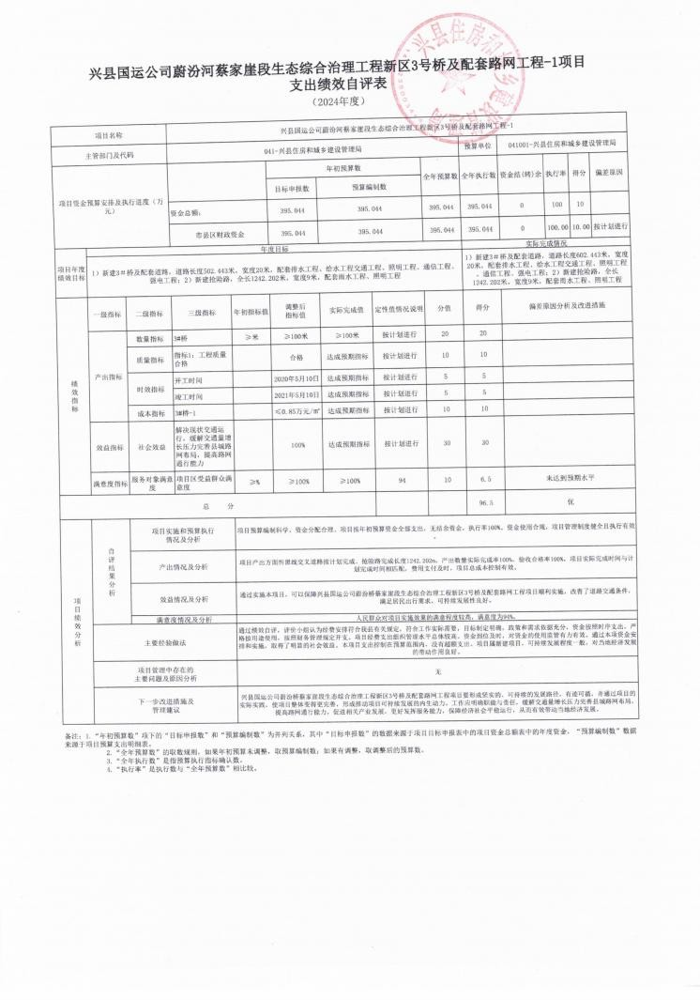 兴县国运公司蔚汾河蔡家崖段生态综合治理工程新区3号桥及配套路网工程-1项目
支出绩效自评表
（2024年度）
项目名称 兴县国运公司蔚汾河蔡家崖段生态综合治理工程新区3号桥及配套路网工程-1
主管部门及代码 041-兴县住房和城乡建设管理局 预算单位 041001-兴县住房和城乡建设管理局
项目资金预算安排及执行进度（万
元）
年初预算数 全年预算数 全年执行数 资金结(转)余 执行率 得分 偏差原因
目标申报数 预算编制数
资金总额： 395.044 395.044 395.044 395.044 0 100 10
市县区财政资金 395.044 395.044 395.044 395.044 0 100.00 10.00 按计划进行
项目年度
绩效目标
年度目标 实际完成情况
1）新建3#桥及配套道路，道路长度502.443米，宽度20米，配套排水工程、给水工程交通工程、照明工程、通信工程、
强电工程；2）新建抢险路，全长1242.202米，宽度9米，配套雨水工程、照明工程
1）新建3#桥及配套道路，道路长度602.443米，宽度
20米，配套排水工程、给水工程交通工程、照明工程
、通信工程、强电工程；2）新建抢险路，全长
1242.202米，宽度9米，配套雨水工程、照明工程
绩
效
指
标
一级指标 二级指标 三级指标 年初指标值 调整后
指标值 实际完成值 定性值情况说明 分值 得分 偏差原因分析及改进措施
产出指标
数量指标 3#桥 ≥米 ≥100米 ≥100米 按计划进行 20 20
质量指标 指标1：工程质量
合格 合格 达成预期指标 按计划进行 10 10
时效指标 开工时间 2020年5月10日 达成预期指标 按计划进行 5 5
竣工时间 2021年5月10日 达成预期指标 按计划进行 5 5
成本指标 3#桥-1 ≤0.85万元/㎡ 达成预期指标 按计划进行 10 10
效益指标 社会效益 解决现状交通运
行，缓解交通量增
长压力完善县城路
网布局，提高路网
通行能力 100% 达成预期指标 按计划进行 30 30
满意度指标 服务对象满意
度 项目区受益群众满
意度 ≥% ≥100% ≥100% 94 10 6.5 未达到预期水平
总 分 96.5 优
项
目
绩
效
分
析
自
评
结
果
分
析
项目实施和预算执行
情况及分析
项目预算编制科学，资金分配合理，项目按年初预算资金全部支出，无结余资金，执行率100%，资金使用合规，项目管理制度健全且执行有效
。
产出情况及分析
项目产出方面所黑线交叉道路按计划完成，抢险路完成长度1242.202m，产出数量实际完成率100%，验收合格率100%，项目实际完成时间与计
划完成时间相匹配，费用支付及时，项目总成本控制有效。
效益情况及分析
通过实施本项目，可以保障兴县国运公司蔚汾桥蔡家崖段生态综合治理工程新区3号桥及配套路网工程项目顺利实施，改善了道路交通条件，
满足居民出行需求，可持续发展性良好。
满意度情况及分析 人民群众对项目实施效果的满意程度较高，满意度为94%。
主要经验做法
通过绩效自评，评价小组认为经费安排符合我县有关规定，符合工作实际需要，目标制定明确，政策和需求依据充分，资金按照时序支出，严
格按用途使用，按照财务管理规定开支，项目经费支出组织管理水平总体较高，资金到位及时，对资金的使用监管有力有效。通过本项资金安
排和实施，取得了明显的社会效益。本项目支出控制在预算范围内，没有超额支出。项目属新建项目，可持续发展程度一般，对当地经济发展
的带动作用良好。
项目管理中存在的
主要问题及原因分析 无
下一步改进措施及
管理建议
兴县国运公司蔚汾桥蔡家崖段生态综合治理工程新区3号桥及配套路网工程项目要形成坚实的、可持续的发展路径，有迹可循，并通过项目的
实际实践，使项目整体变得更完善，形成推动项目可持续发展的内生动力。工作应明确职能与责任，缓解交通量增长压力完善县城路网布局，
提高路网通行能力，促进相关产业发展，更好发挥服务能力，保障经济社会平稳运行，从而有效带动当地经济发展。
备注：1.“年初预算数”项下的“目标申报数”和“预算编制数”为并列关系，其中“目标申报数”的数据来源于项目目标申报表中的项目资金总额表中的年度资金，“预算编制数”数据
来源于项目预算支出明细表。
2.“全年预算数”的取数规则，如果年初预算未调整，取预算编制数；如果有调整，取调整后的预算数。
3.“全年执行数”是指预算执行指标确认数。
4.“执行率”是执行数与“全年预算数”相比较。